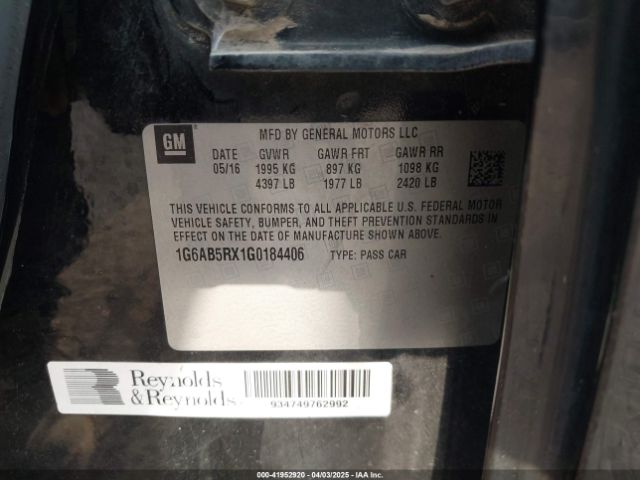 GM
MFD BY GENERAL MOTORS LLC
DATE GVWR GAWR FRT GAWR RR
05/16 1995 KG 897 KG 1098 KG
4397 LB 1977 LB 2420 LB
THIS VEHICLE CONFORMS TO ALL APPLICABLE U.S. FEDERAL MOTOR
VEHICLE SAFETY, BUMPER, AND THEFT PREVENTION STANDARDS
IN EFFECT ON THE DATE OF MANUFACTURE SHOWN ABOVE.
1G6AB5RX1G0184406 TYPE: PASS CAR
Reynolds
& Reynolds
934749762992
000-41952920 - 04/03/2025 - IAAI, Inc.